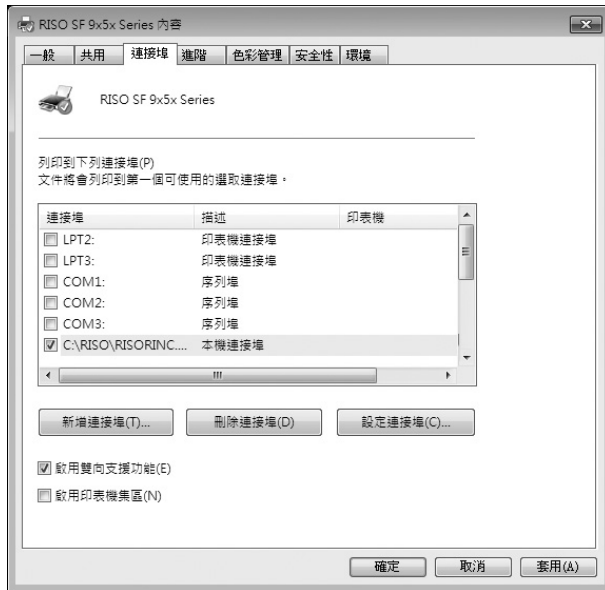 RISO SF 9x5x Series 內容
一般 共用 連接埠 進階 色彩管理 安全性 環境
RISO SF 9x5x Series
列印到下列連接埠(P)
文件將會列印到第一個可使用的選取連接埠。
連接埠 描述 印表機
LPT2: 印表機連接埠
LPT3: 印表機連接埠
COM1: 序列埠
COM2: 序列埠
COM3: 序列埠
C:\RISO\RISORINC.... 本機連接埠
新增連接埠(T)... 刪除連接埠(D) 設定連接埠(C)...
啟用雙向支援功能(E)
啟用印表機集區(N)
確定 取消 套用(A)